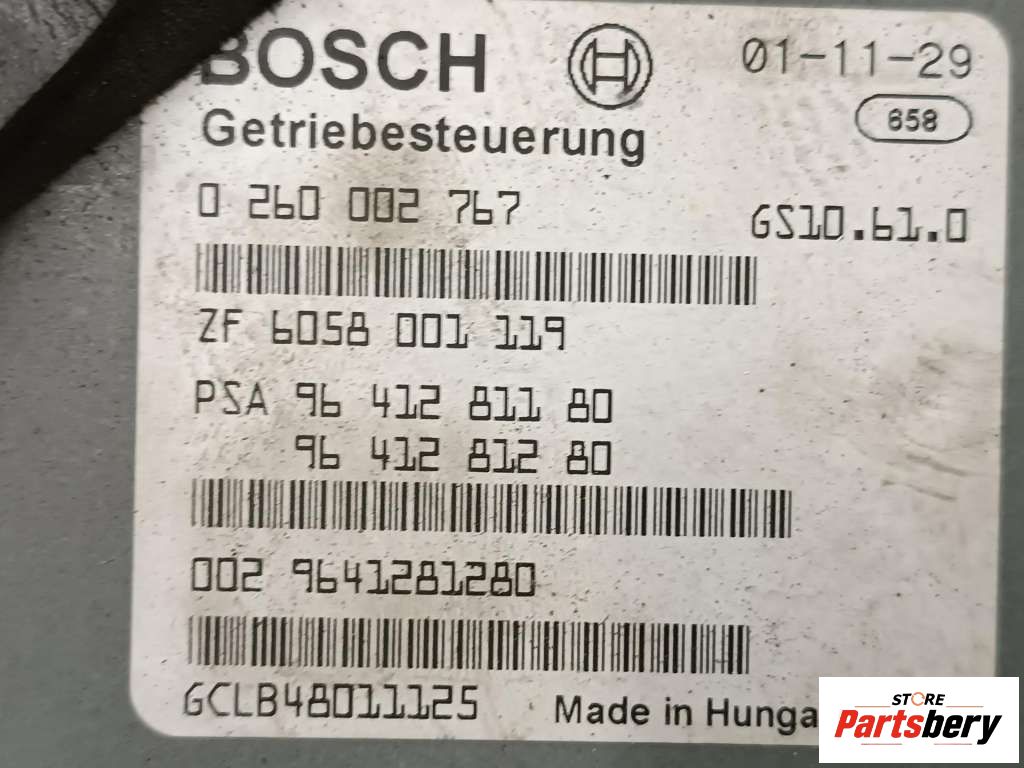 BOSCH
01-11-29
658
Getriebesteuerung
0 260 002 767
GS10.61.0
ZF 6058 001 119
PSA 96 412 811 80
96 412 812 80
002 9641281280
GCLB48011125
Made in Hunga
STORE
Partsbery